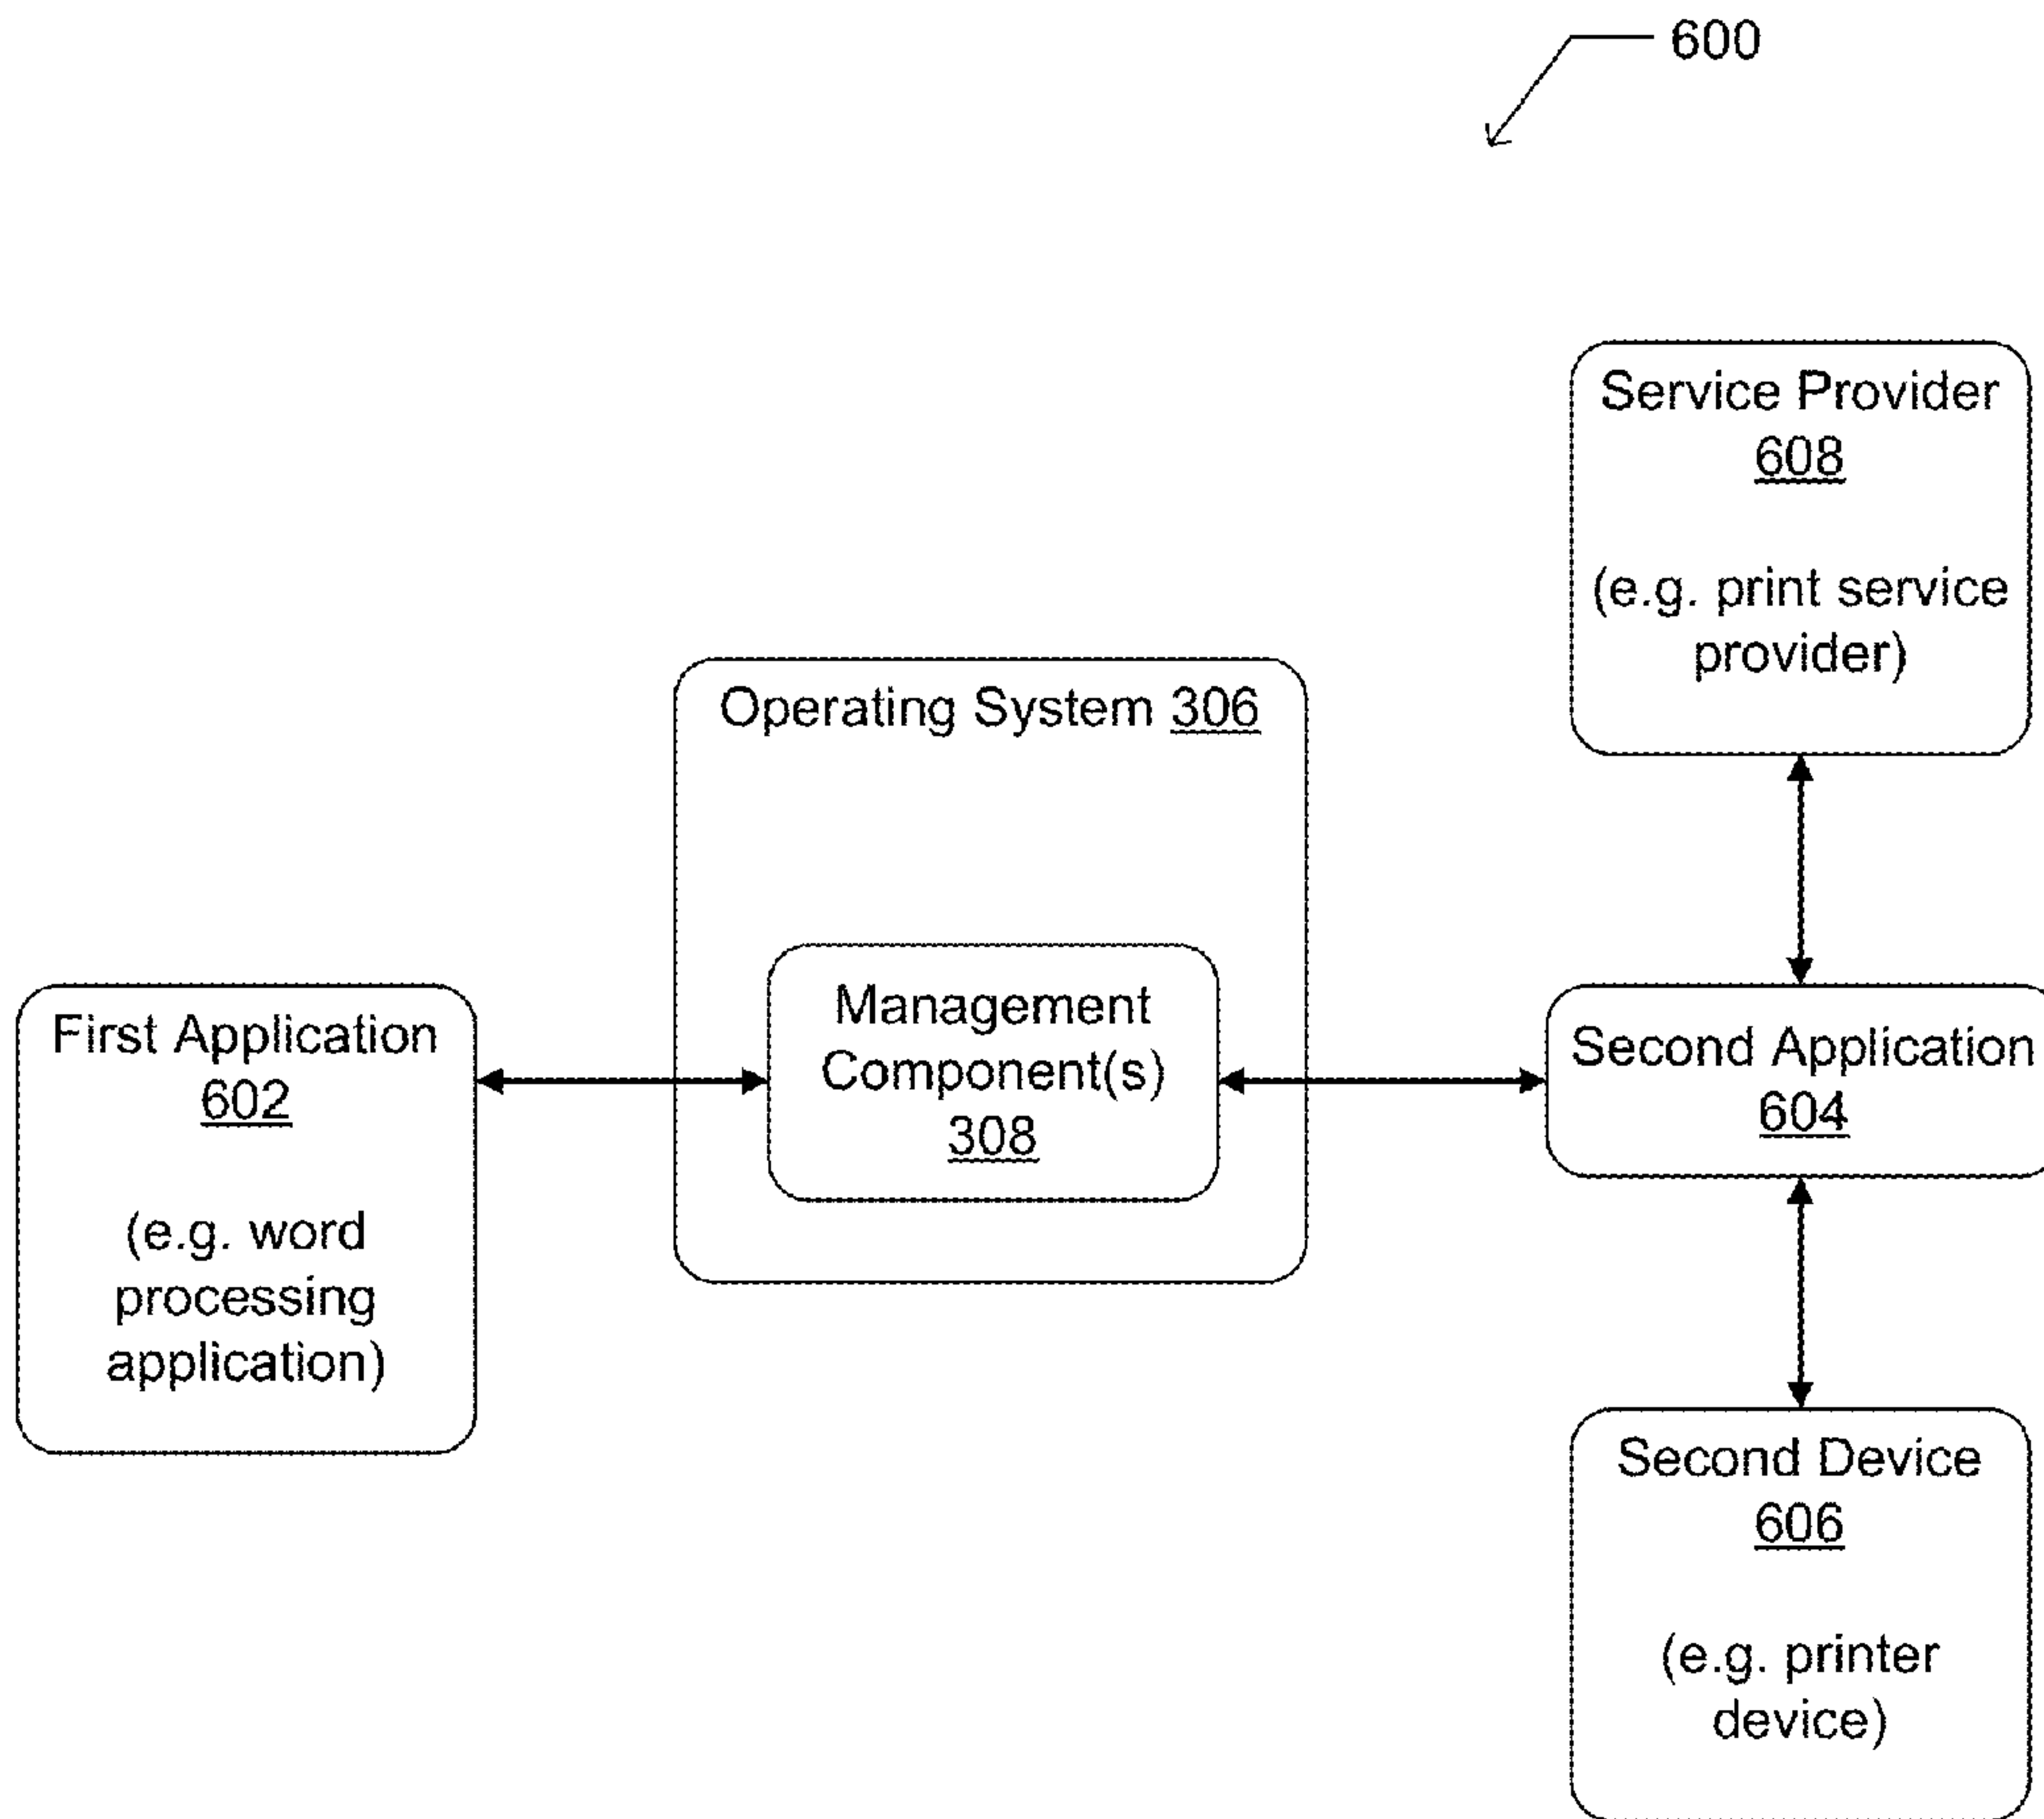 600
Service Provider
608
(e.g. print service
provider)
Operating System 306
Management
Component(s)
308
First Application
602
(e.g. word
processing
application)
Second Application
604
Second Device
606
(e.g. printer
device)